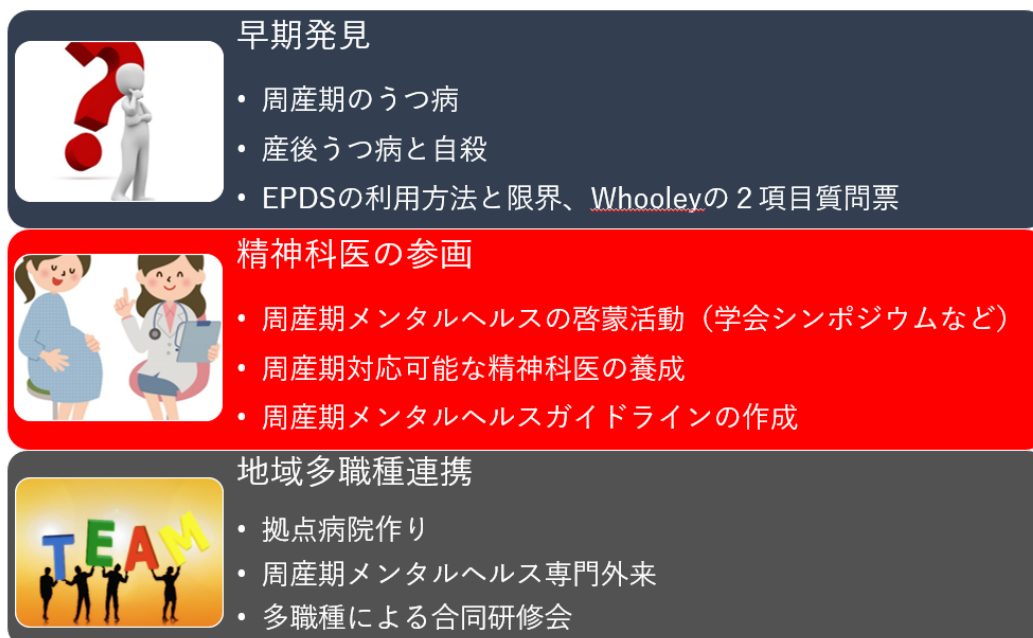 早期発見
• 周産期のうつ病
• 産後うつ病と自殺
• EPDSの利用方法と限界、Whooleyの２項目質問票
精神科医の参画
• 周産期メンタルヘルスの啓蒙活動（学会シンポジウムなど）
• 周産期対応可能な精神科医の養成
• 周産期メンタルヘルスガイドラインの作成
地域多職種連携
TEAM
• 拠点病院作り
• 周産期メンタルヘルス専門外来
• 多職種による合同研修会